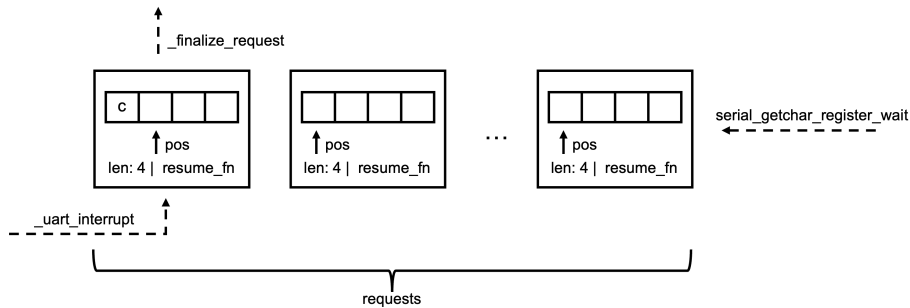 _finalize_request
c
pos
len: 4 | resume_fn
pos
len: 4 | resume_fn
...
pos
len: 4 | resume_fn
serial_getchar_register_wait
_uart_interrupt
requests